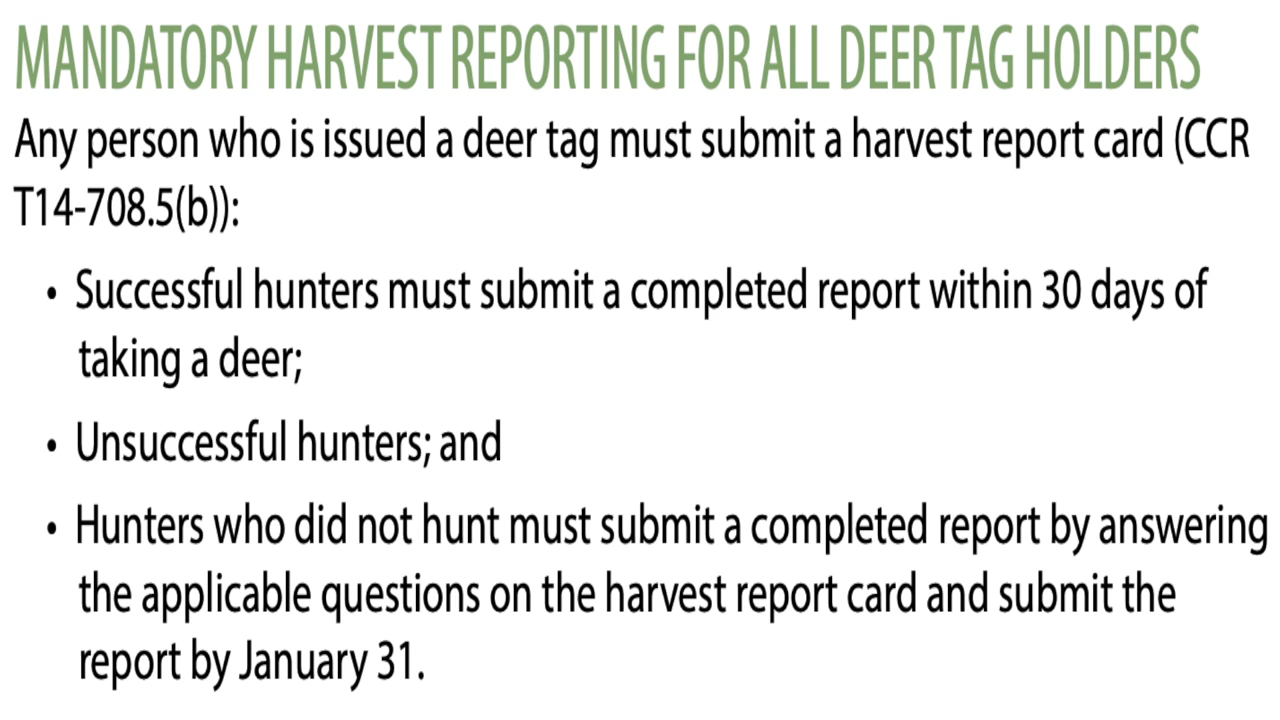 MANDATORY HARVEST REPORTING FOR ALL DEER TAG HOLDERS
Any person who is issued a deer tag must submit a harvest report card (CCR
T14-708.5(b)):
• Successful hunters must submit a completed report within 30 days of
taking a deer;
• Unsuccessful hunters; and
• Hunters who did not hunt must submit a completed report by answering
the applicable questions on the harvest report card and submit the
report by January 31.